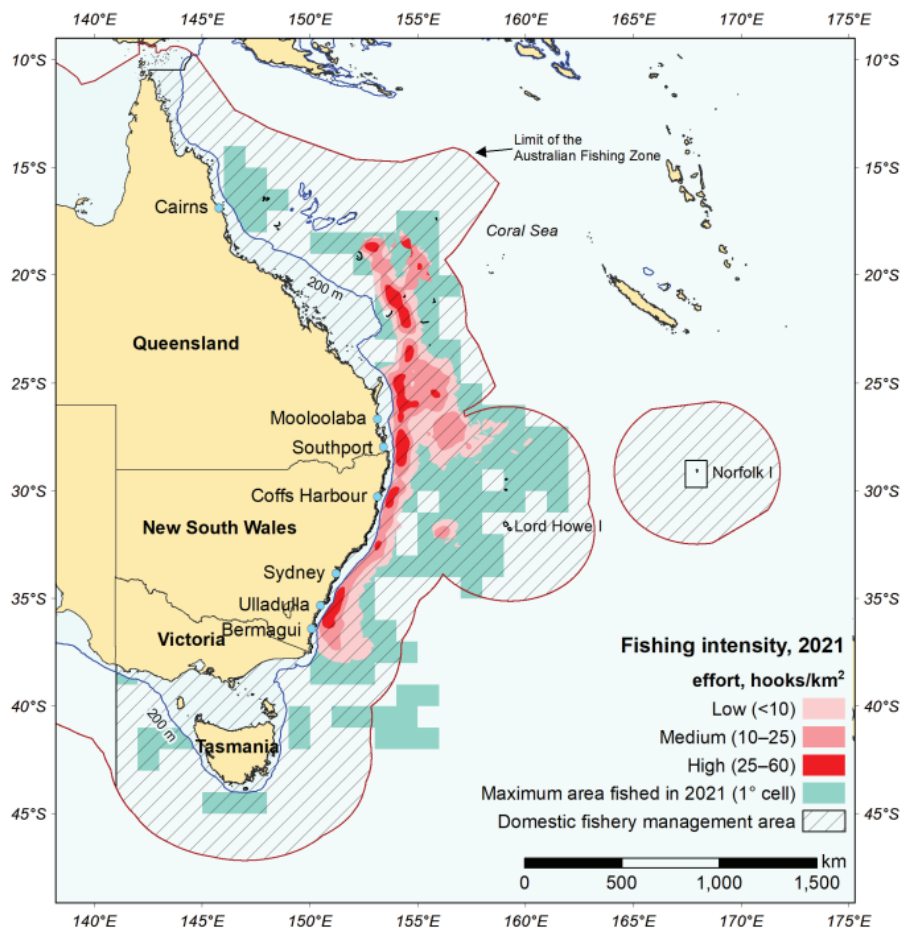 140°E 145°E 150°E 155°E 160°E 165°E 170°E 175°E
10°S 10°S
Limit of the
Australian Fishing Zone
15°S 15°S
Cairns
Coral Sea
20°S 20°S
200 m
Queensland
25°S 25°S
Mooloolaba
Southport
Norfolk I
30°S 30°S
Coffs Harbour
New South Wales
Lord Howe I
Sydney
35°S 35°S
Ulladulla
Bermagui
Victoria
Fishing intensity, 2021
effort, hooks/km²
40°S
Low (<10)
200 m
Medium (10–25)
Tasmania
High (25–60)
Maximum area fished in 2021 (1° cell)
45°S
Domestic fishery management area
km
0 500 1,000 1,500
140°E 145°E 150°E 155°E 160°E 165°E 170°E 175°E